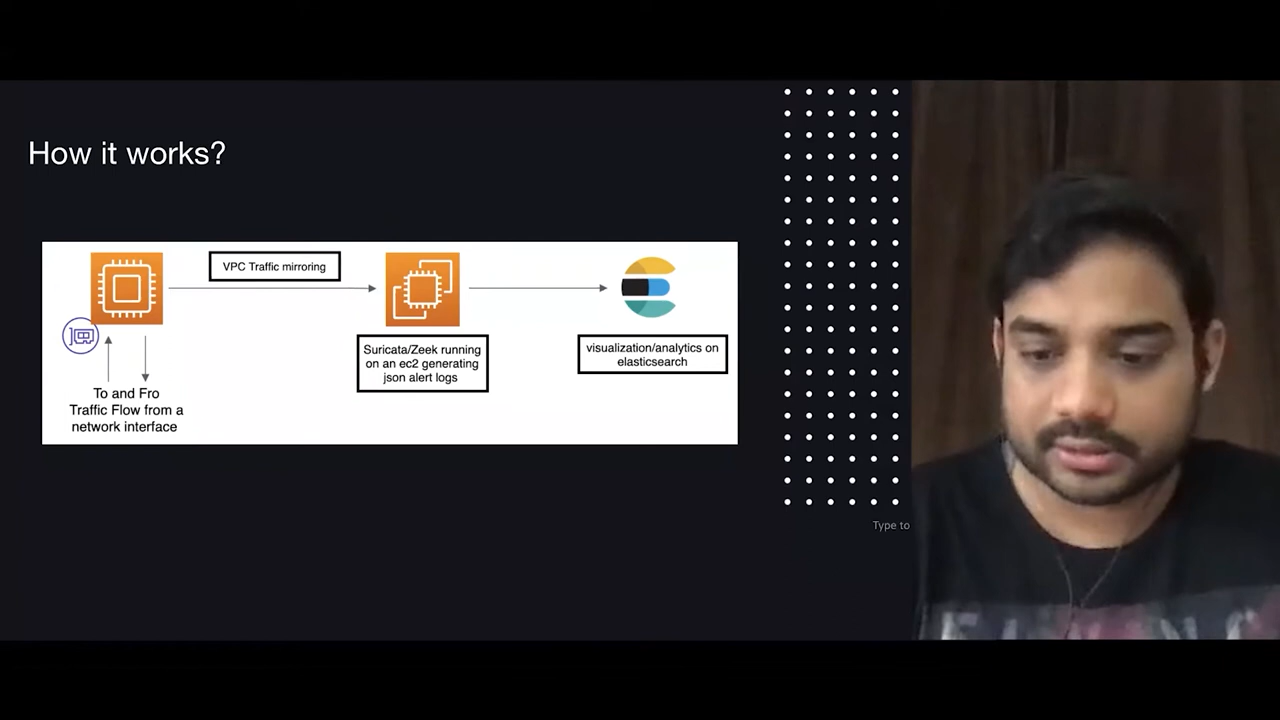 How it works?
VPC Traffic mirroring
Suricata/Zeek running
on an ec2 generating
json alert logs
visualization/analytics on
elasticsearch
To and Fro
Traffic Flow from a
network interface
Type to